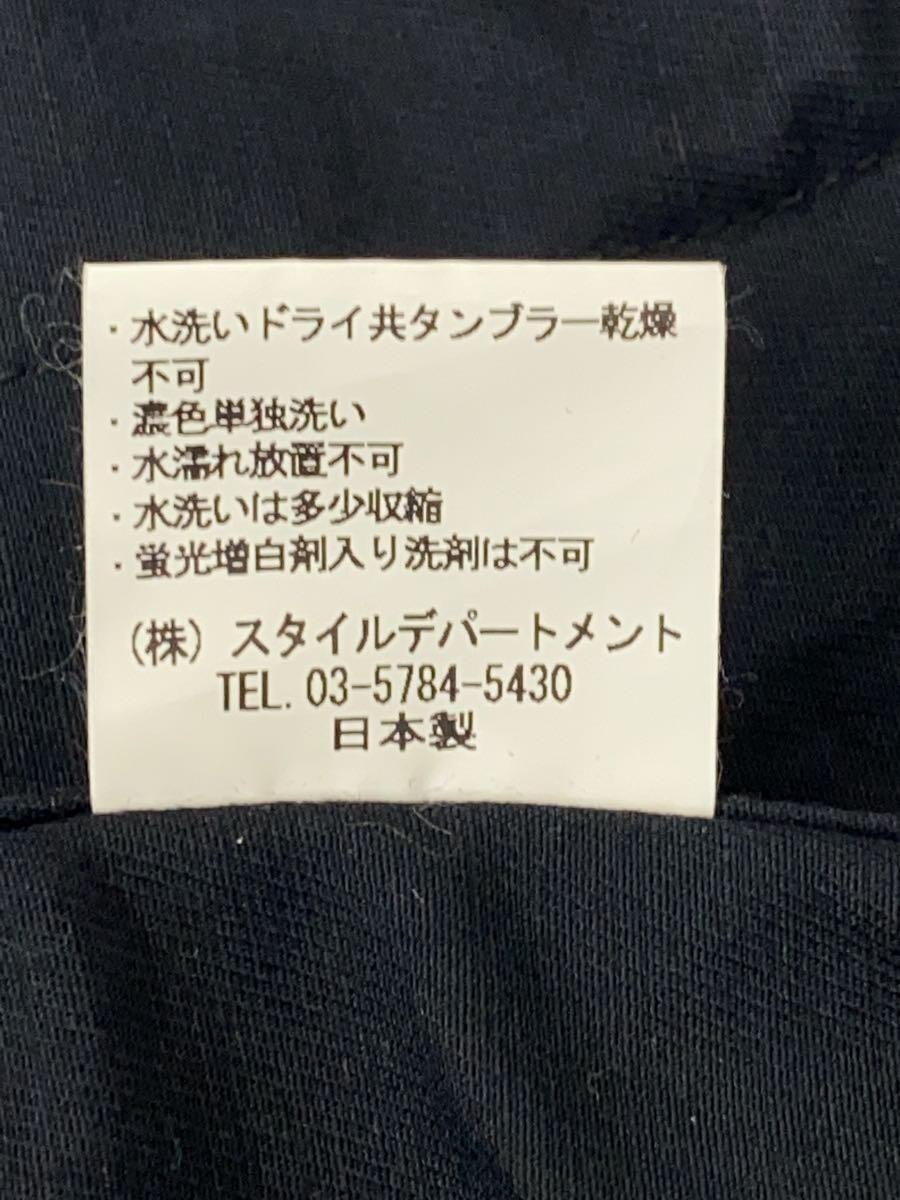 ・水洗いドライ共タンブラー乾燥
不可
・濃色単独洗い
・水濡れ放置不可
・水洗いは多少収縮
・蛍光増白剤入り洗剤は不可
(株)スタイルデパートメント
TEL. 03-5784-5430
日本製